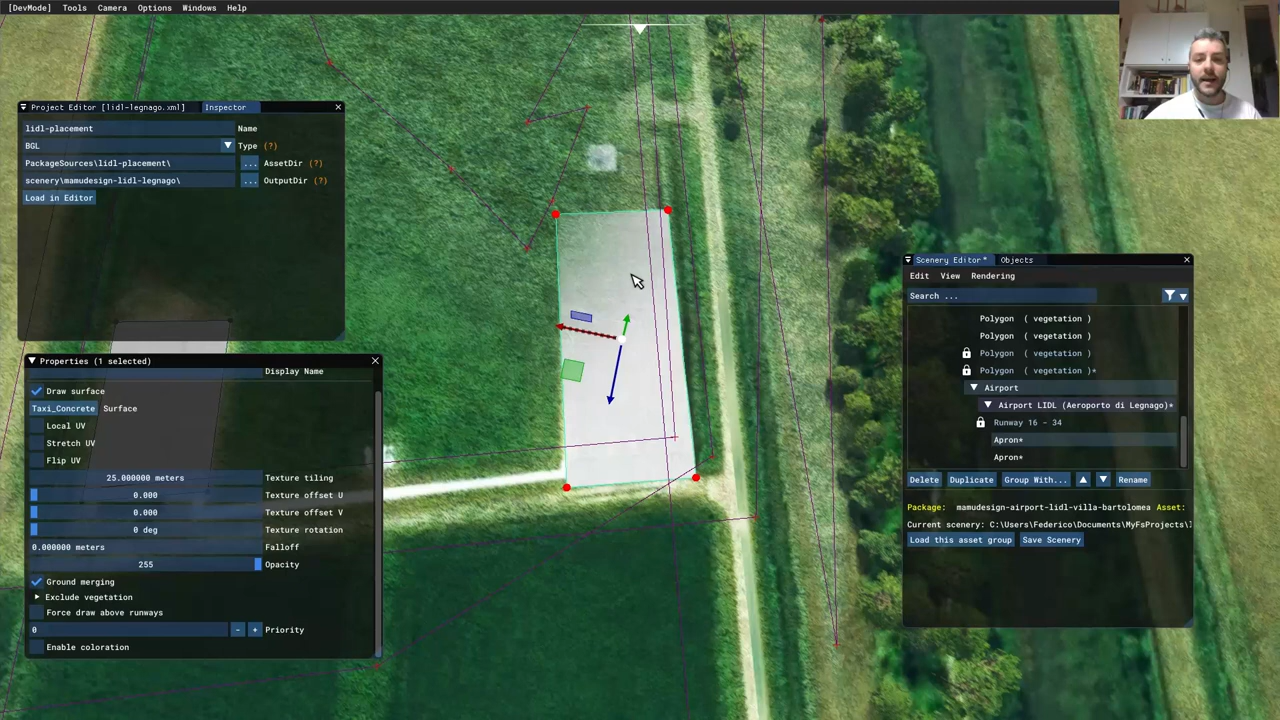 [DevMode] Tools Camera Options Windows Help
Project Editor [lidl-legnago.xml] Inspector
lidl-placement Name
BGL Type (?)
PackageSources\lidl-placement\ ... AssetDir (?)
scenery\mamudesign-lidl-legnago\ ... OutputDir (?)
Load in Editor
Properties (1 selected)
Display Name
Draw surface
Taxi_Concrete Surface
Local UV
Stretch UV
Flip UV
25.000000 meters Texture tiling
0.000 Texture offset U
0.000 Texture offset V
0 deg Texture rotation
0.000000 meters Falloff
255 Opacity
Ground merging
Exclude vegetation
Force draw above runways
0 - + Priority
Enable coloration
Scenery Editor* Objects
Edit View Rendering
Search ...
Polygon ( vegetation )
Polygon ( vegetation )
Polygon ( vegetation )
Polygon ( vegetation )*
Airport
Airport LIDL (Aeroporto di Legnago)*
Runway 16 - 34
Apron*
Apron*
Delete Duplicate Group With... Rename
Package: mamudesign-airport-lidl-villa-bartolomea Asset:
Current scenery: C:\Users\Federico\Documents\MyFsProjects\
Load this asset group Save Scenery